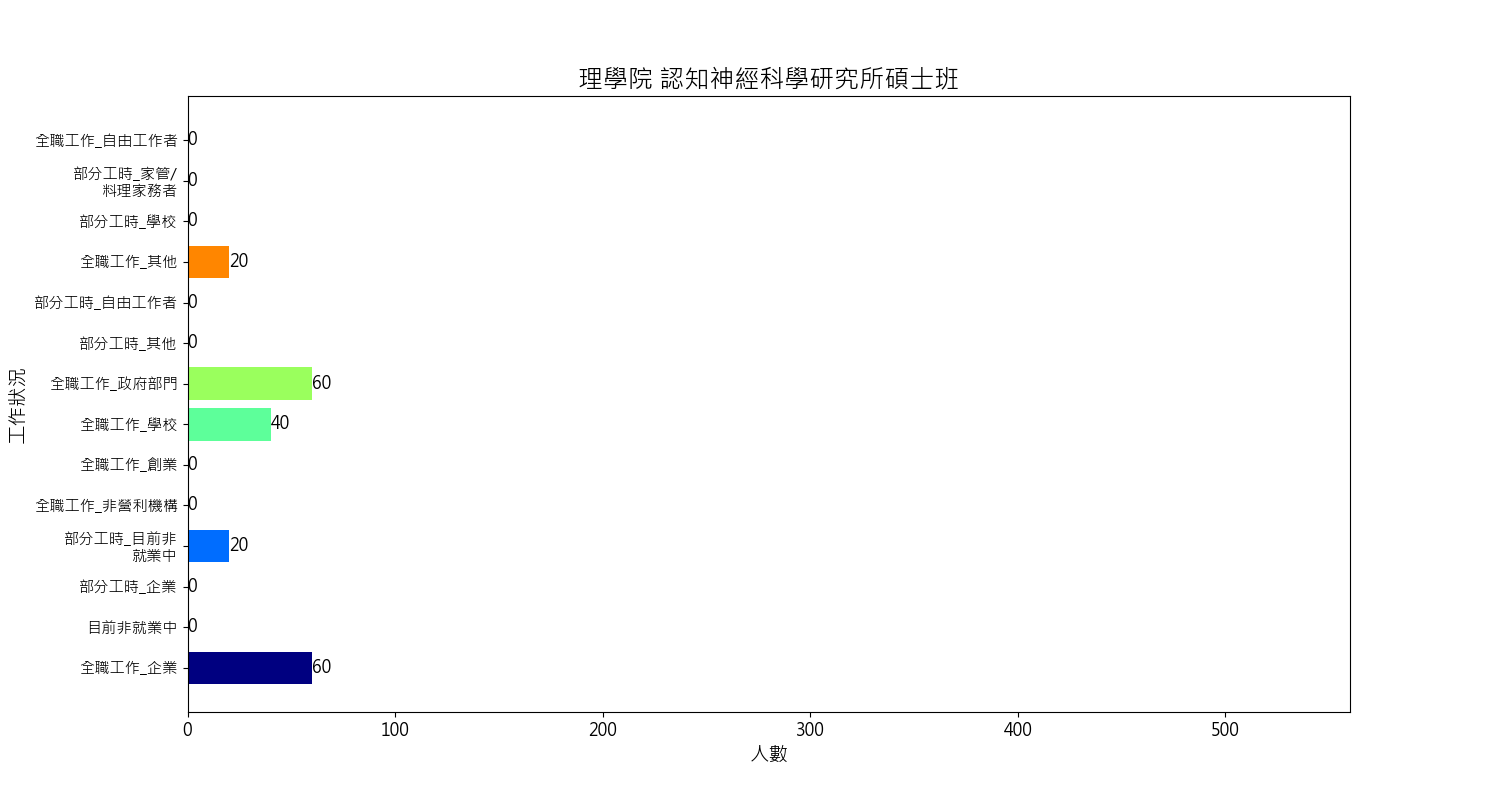 理學院 認知神經科學研究所碩士班
工作狀況
全職工作_自由工作者
0
部分工時_家管/
料理家務者
0
部分工時_學校
0
全職工作_其他
20
部分工時_自由工作者
0
部分工時_其他
0
全職工作_政府部門
60
全職工作_學校
40
全職工作_創業
0
全職工作_非營利機構
0
部分工時_目前非
就業中
20
部分工時_企業
0
目前非就業中
0
全職工作_企業
60
0 100 200 300 400 500
人數